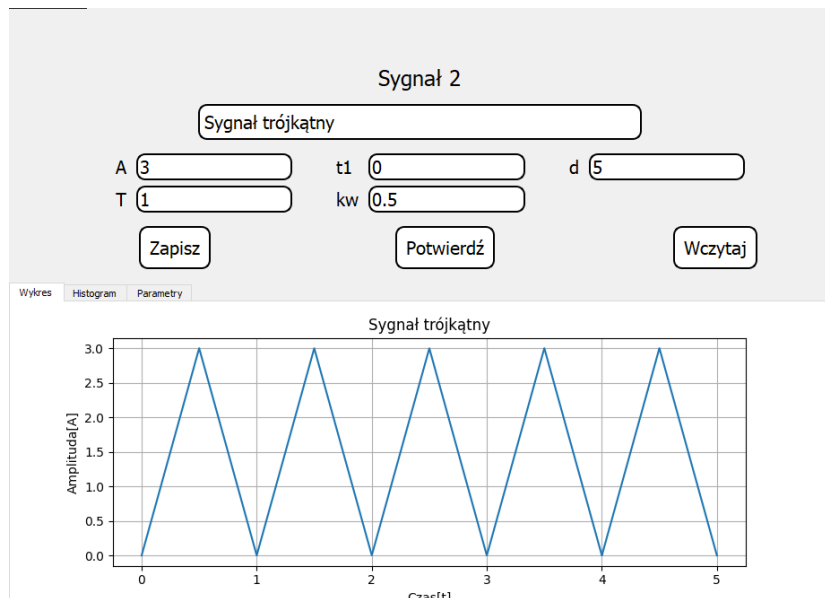 Sygnał 2
Sygnał trójkątny
A 3 t1 0 d 5
T 1 kw 0.5
Zapisz Potwierdź Wczytaj
Wykres Histogram Parametry
Sygnał trójkątny
3.0
2.5
2.0
1.5
1.0
0.5
0.0
Amplituda[A]
0 1 2 3 4 5
Czas[t]